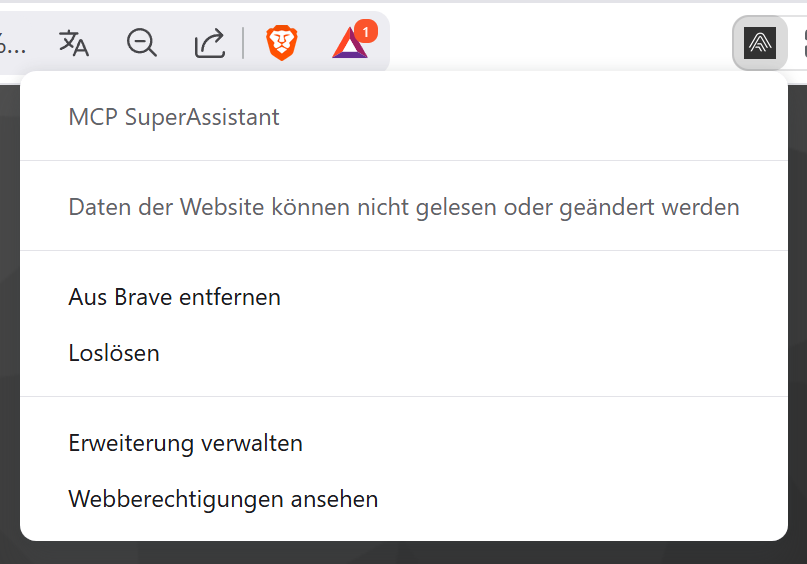 %...
1
MCP SuperAssistant
Daten der Website können nicht gelesen oder geändert werden
Aus Brave entfernen
Loslösen
Erweiterung verwalten
Webberechtigungen ansehen